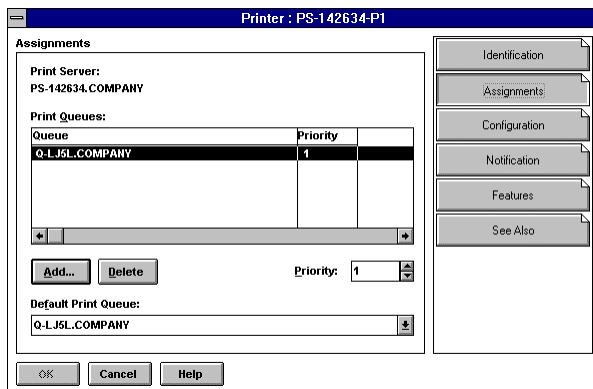 Printer : PS-142634-P1
Assignments
Print Server:
PS-142634.COMPANY
Print Queues:
Queue Priority
Q-LJ5L.COMPANY 1
Add... Delete Priority: 1
Default Print Queue:
Q-LJ5L.COMPANY
OK Cancel Help
Identification
Assignments
Configuration
Notification
Features
See Also